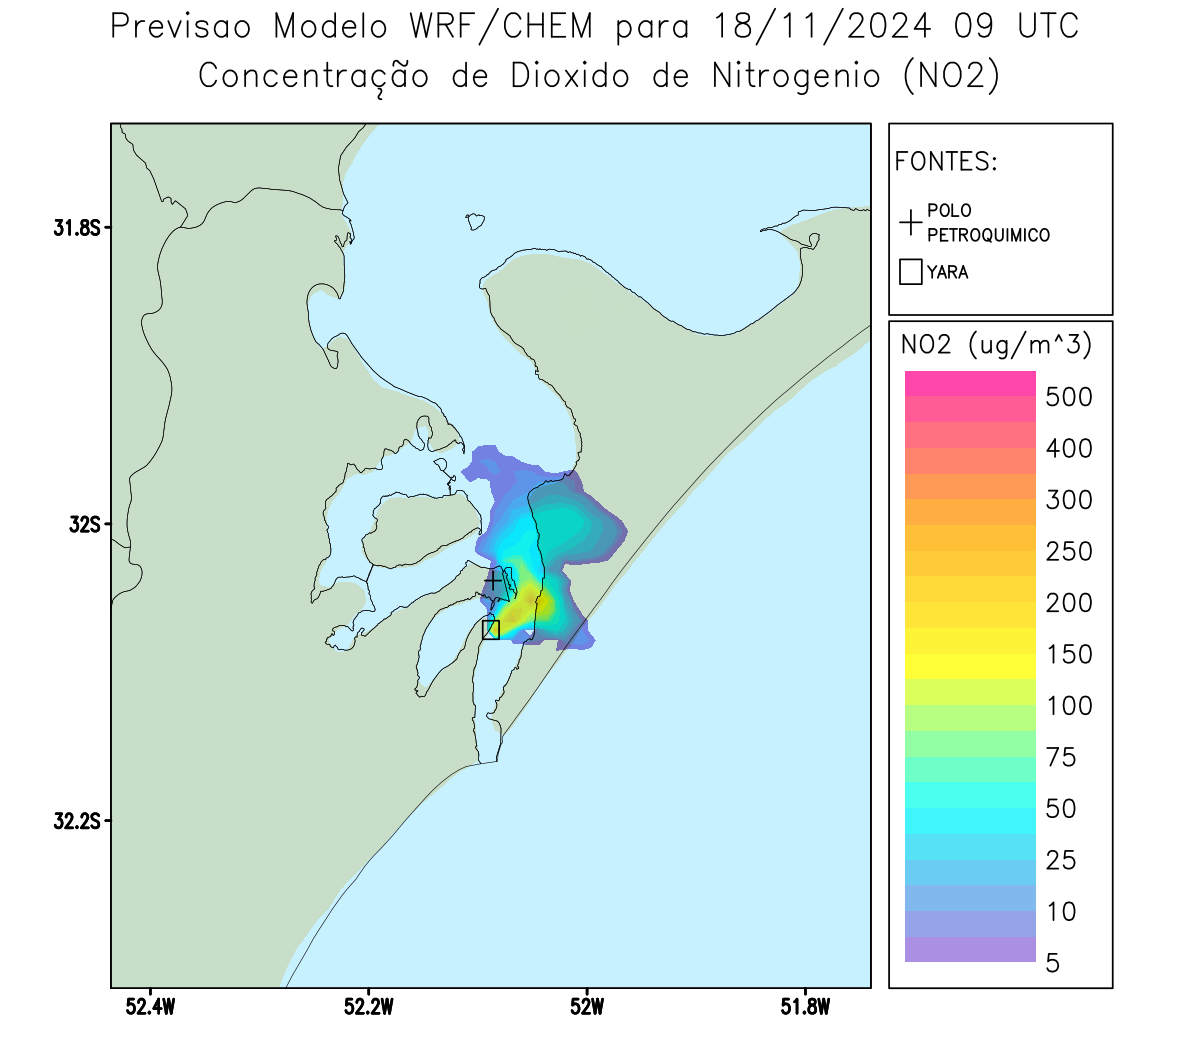 Previsao Modelo WRF/CHEM para 18/11/2024 09 UTC
Concentração de Dioxido de Nitrogenio (NO2)
FONTES:
POLO
PETROQUIMICO
YARA
31.8S
32S
32.2S
52.4W
52.2W
52W
51.8W
NO2 (ug/m^3)
500
400
300
250
200
150
100
75
50
25
10
5